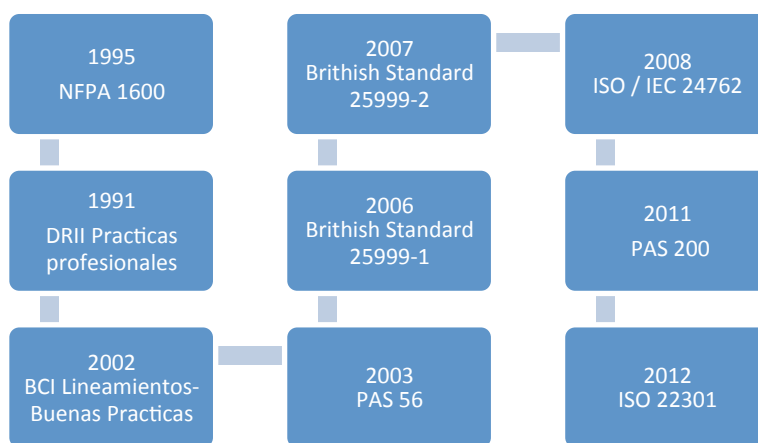 1995
NFPA 1600
1991
DRII Practicas
profesionales
2002
BCI Lineamientos-
Buenas Practicas
2003
PAS 56
2006
Brithish Standard
25999-1
2007
Brithish Standard
25999-2
2008
ISO / IEC 24762
2011
PAS 200
2012
ISO 22301